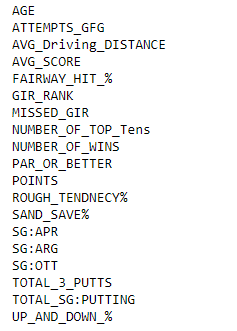 AGE
ATTEMPTS_GFG
AVG_Driving_DISTANCE
AVG_SCORE
FAIRWAY_HIT_%
GIR_RANK
MISSED_GIR
NUMBER_OF_TOP_Tens
NUMBER_OF_WINS
PAR_OR_BETTER
POINTS
ROUGH_TENDNECY%
SAND_SAVE%
SG:APR
SG:ARG
SG:OTT
TOTAL_3_PUTTS
TOTAL_SG:PUTTING
UP_AND_DOWN_%